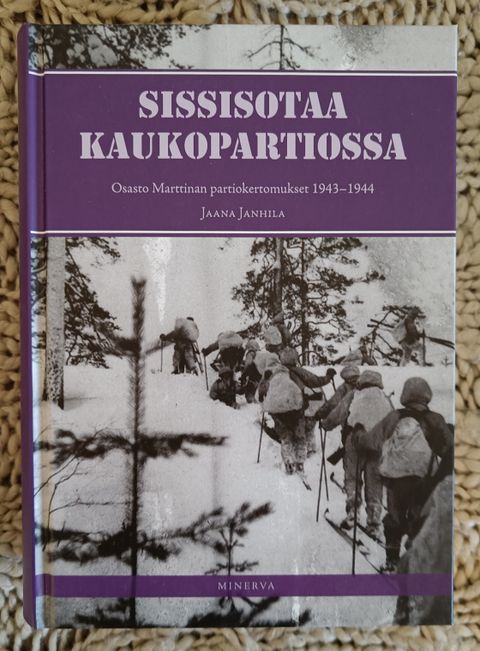 SISSISOTAA
KAUKOPARTIOSSA
Osasto Marttinan partiokertomukset 1943–1944
Jaana Janhila
MINERVA